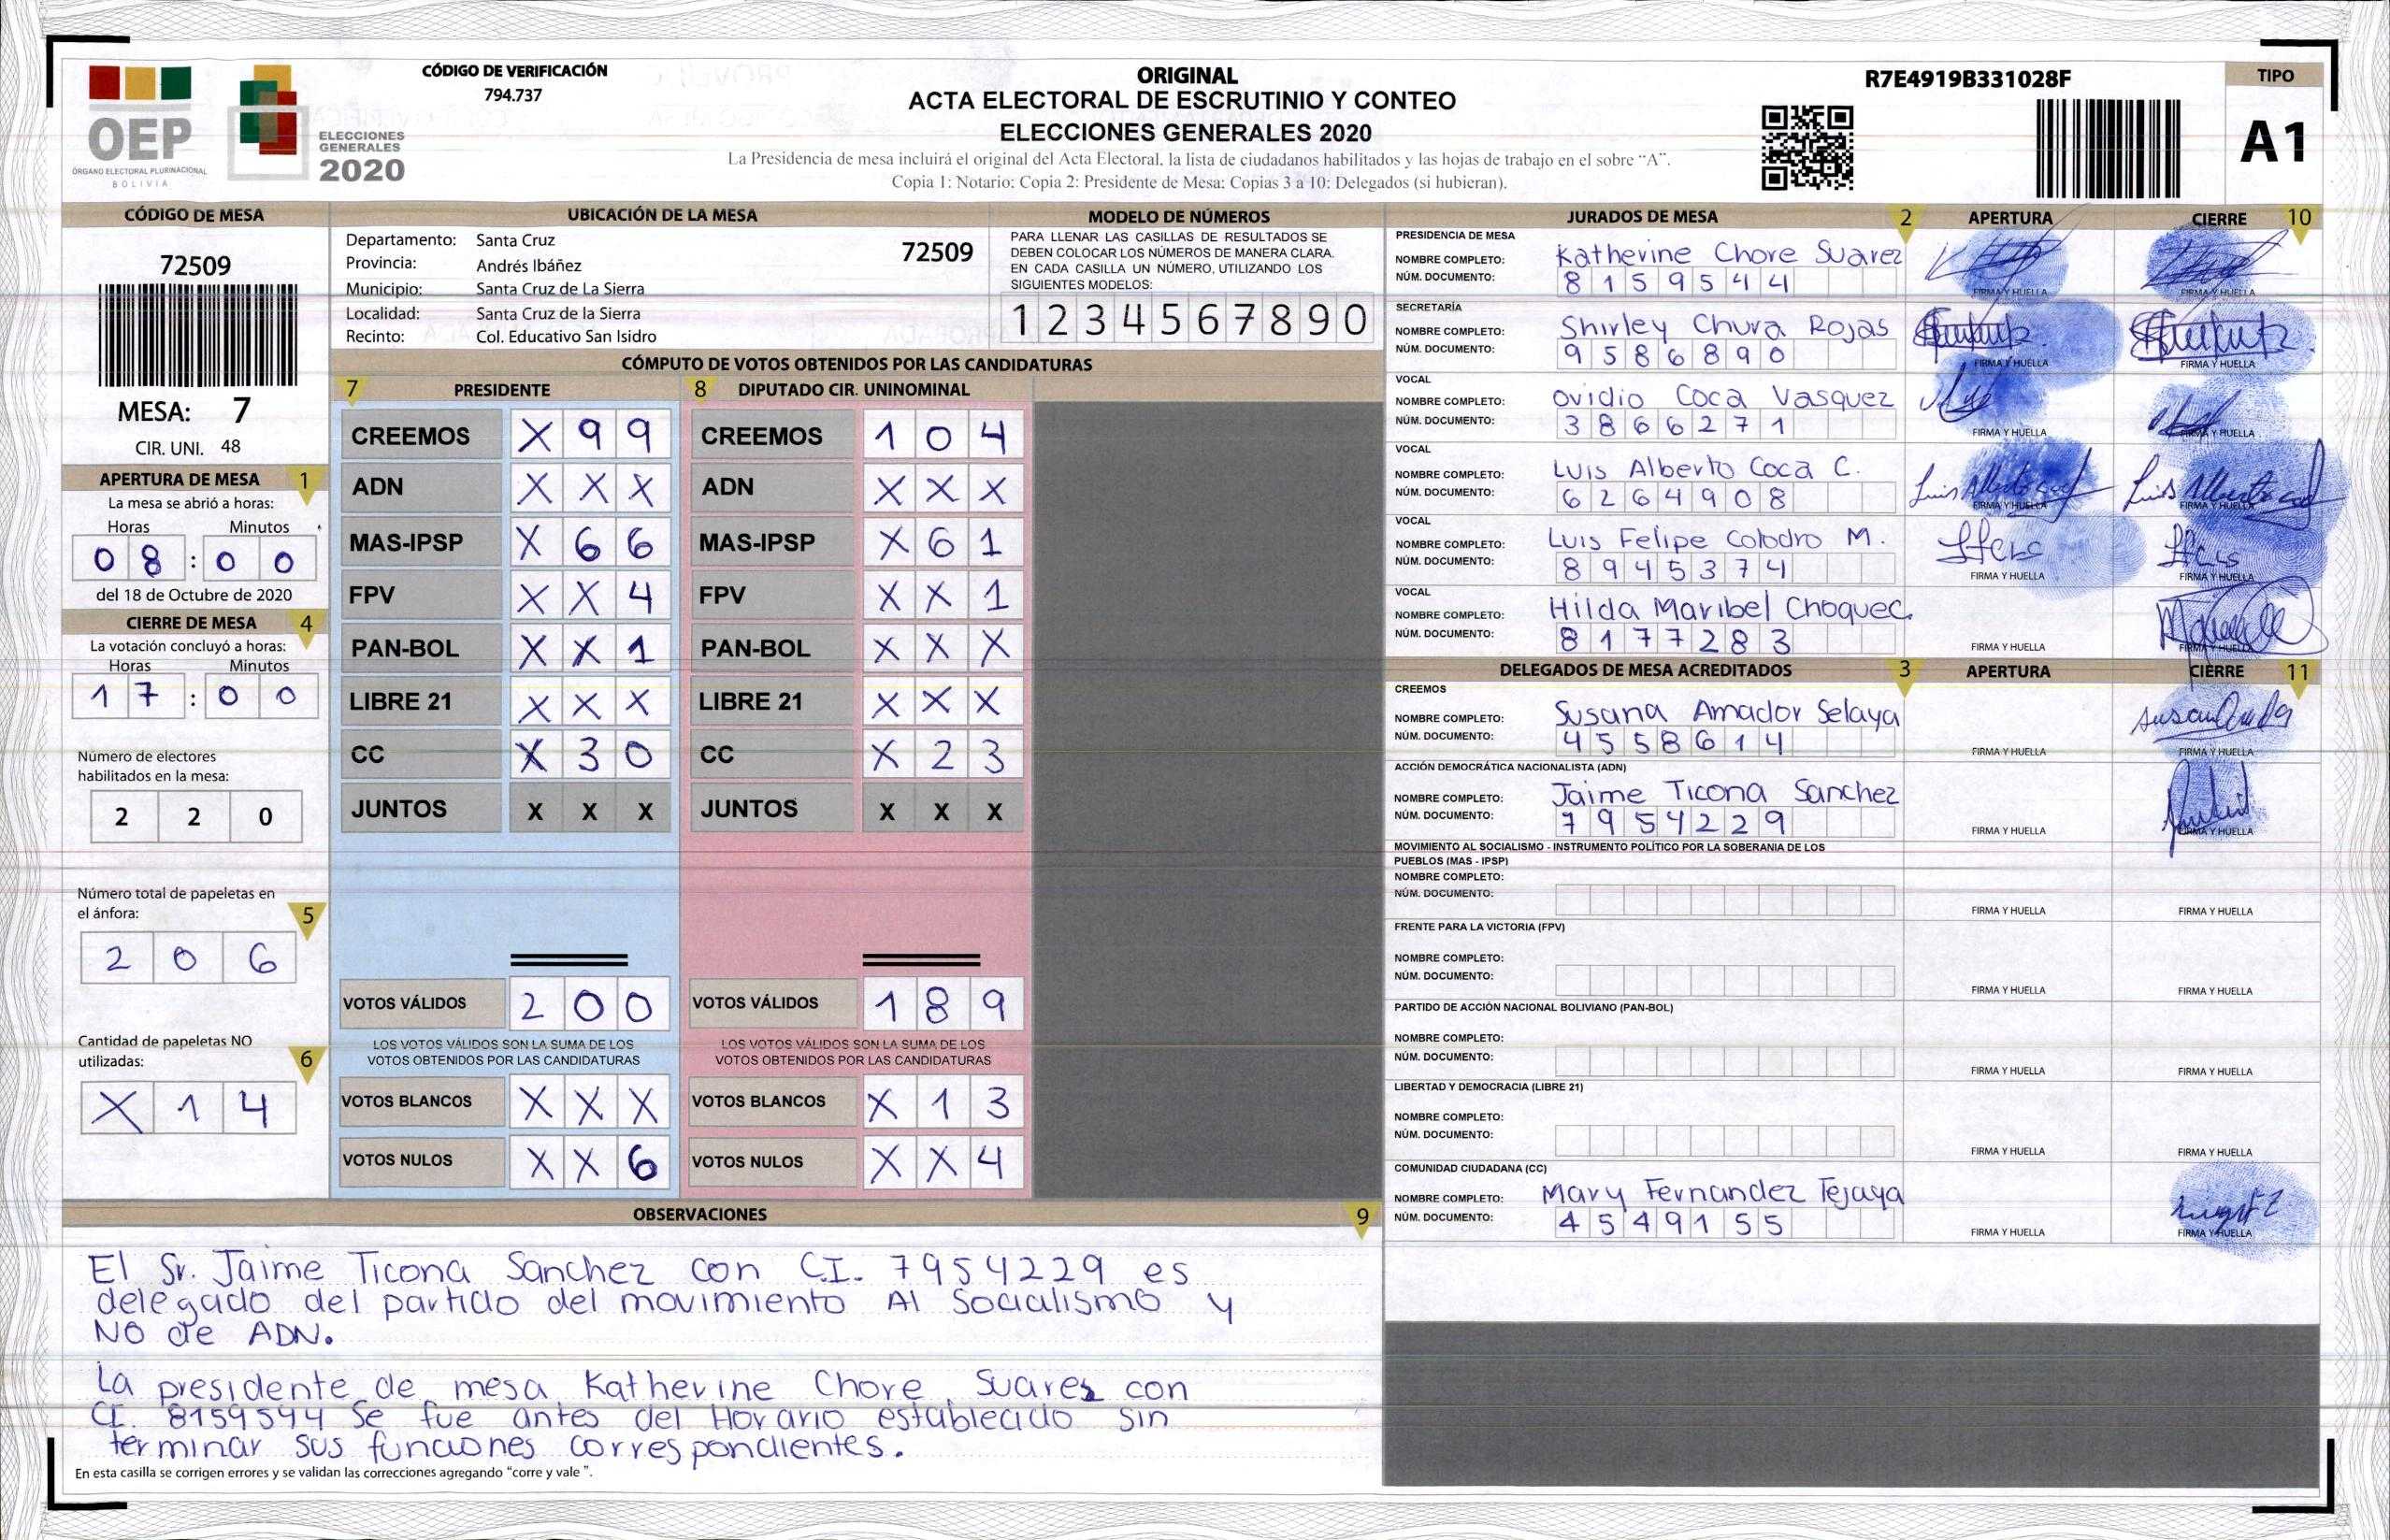 CÓDIGO DE VERIFICACIÓN
794.737
OEP
ÓRGANO ELECTORAL PLURINACIONAL
BOLIVIA
ELECCIONES
GENERALES
2020
ORIGINAL
ACTA ELECTORAL DE ESCRUTINIO Y CONTEO
ELECCIONES GENERALES 2020
La Presidencia de mesa incluirá el original del Acta Electoral, la lista de ciudadanos habilitados y las hojas de trabajo en el sobre "A".
Copia 1: Notario; Copia 2: Presidente de Mesa; Copias 3 a 10: Delegados (si hubieran).
R7E4919B331028F
TIPO
A1
CÓDIGO DE MESA
72509
MESA: 7
CIR. UNI. 48
APERTURA DE MESA 1
La mesa se abrió a horas:
Horas Minutos
0 8 : 0 0
del 18 de Octubre de 2020
CIERRE DE MESA 4
La votación concluyó a horas:
Horas Minutos
1 7 : 0 0
Número de electores
habilitados en la mesa:
2 2 0
Número total de papeletas en
el ánfora: 5
2 0 6
Cantidad de papeletas NO
utilizadas: 6
X 1 4
UBICACIÓN DE LA MESA
Departamento: Santa Cruz 72509
Provincia: Andrés Ibáñez
Municipio: Santa Cruz de La Sierra
Localidad: Santa Cruz de la Sierra
Recinto: Col. Educativo San Isidro
MODELO DE NÚMEROS
PARA LLENAR LAS CASILLAS DE RESULTADOS SE
DEBEN COLOCAR LOS NÚMEROS DE MANERA CLARA.
EN CADA CASILLA UN NÚMERO, UTILIZANDO LOS
SIGUIENTES MODELOS:
1 2 3 4 5 6 7 8 9 0
CÓMPUTO DE VOTOS OBTENIDOS POR LAS CANDIDATURAS
7 PRESIDENTE 8 DIPUTADO CIR. UNINOMINAL
CREEMOS X 9 9 CREEMOS 1 0 4
ADN X X X ADN X X X
MAS-IPSP X 6 6 MAS-IPSP X 6 1
FPV X X 4 FPV X X 1
PAN-BOL X X 1 PAN-BOL X X X
LIBRE 21 X X X LIBRE 21 X X X
CC X 3 0 CC X 2 3
JUNTOS X X X JUNTOS X X X
VOTOS VÁLIDOS 2 0 0 VOTOS VÁLIDOS 1 8 9
LOS VOTOS VÁLIDOS SON LA SUMA DE LOS LOS VOTOS VÁLIDOS SON LA SUMA DE LOS
VOTOS OBTENIDOS POR LAS CANDIDATURAS VOTOS OBTENIDOS POR LAS CANDIDATURAS
VOTOS BLANCOS X X X VOTOS BLANCOS X 1 3
VOTOS NULOS X X 6 VOTOS NULOS X X 4
OBSERVACIONES 9
El Sr. Jaime Ticona Sanchez con C.I. 7954229 es
delegado del partido del movimiento Al Socialismo y
NO de ADN.
La presidente de mesa Katherine Chore Suarez con
CI. 8159544 Se fue antes del Horario establecido sin
terminar sus funciones correspondientes.
En esta casilla se corrigen errores y se validan las correcciones agregando "corre y vale".
JURADOS DE MESA 2 APERTURA CIERRE 10
PRESIDENCIA DE MESA
NOMBRE COMPLETO: Katherine Chore Suarez
NÚM. DOCUMENTO: 8 1 5 9 5 4 4
FIRMA Y HUELLA FIRMA Y HUELLA
SECRETARÍA
NOMBRE COMPLETO: Shirley Chura Rojas
NÚM. DOCUMENTO: 9 5 8 6 8 9 0
FIRMA Y HUELLA FIRMA Y HUELLA
VOCAL
NOMBRE COMPLETO: Ovidio Coca Vasquez
NÚM. DOCUMENTO: 3 8 6 6 2 7 1
FIRMA Y HUELLA FIRMA Y HUELLA
VOCAL
NOMBRE COMPLETO: Luis Alberto Coca C.
NÚM. DOCUMENTO: 6 2 6 4 9 0 8
FIRMA Y HUELLA FIRMA Y HUELLA
VOCAL
NOMBRE COMPLETO: Luis Felipe Colodro M.
NÚM. DOCUMENTO: 8 9 4 5 3 7 4
FIRMA Y HUELLA FIRMA Y HUELLA
VOCAL
NOMBRE COMPLETO: Hilda Maribel Choquec.
NÚM. DOCUMENTO: 8 1 7 7 2 8 3
FIRMA Y HUELLA FIRMA Y HUELLA
DELEGADOS DE MESA ACREDITADOS 3 APERTURA CIERRE 11
CREEMOS
NOMBRE COMPLETO: Susana Amador Selaya
NÚM. DOCUMENTO: 4 5 5 8 6 1 4
FIRMA Y HUELLA FIRMA Y HUELLA
ACCIÓN DEMOCRÁTICA NACIONALISTA (ADN)
NOMBRE COMPLETO: Jaime Ticona Sanchez
NÚM. DOCUMENTO: 7 9 5 4 2 2 9
FIRMA Y HUELLA FIRMA Y HUELLA
MOVIMIENTO AL SOCIALISMO - INSTRUMENTO POLÍTICO POR LA SOBERANIA DE LOS
PUEBLOS (MAS - IPSP)
NOMBRE COMPLETO:
NÚM. DOCUMENTO:
FIRMA Y HUELLA FIRMA Y HUELLA
FRENTE PARA LA VICTORIA (FPV)
NOMBRE COMPLETO:
NÚM. DOCUMENTO:
FIRMA Y HUELLA FIRMA Y HUELLA
PARTIDO DE ACCIÓN NACIONAL BOLIVIANO (PAN-BOL)
NOMBRE COMPLETO:
NÚM. DOCUMENTO:
FIRMA Y HUELLA FIRMA Y HUELLA
LIBERTAD Y DEMOCRACIA (LIBRE 21)
NOMBRE COMPLETO:
NÚM. DOCUMENTO:
FIRMA Y HUELLA FIRMA Y HUELLA
COMUNIDAD CIUDADANA (CC)
NOMBRE COMPLETO: Mary Fernandez Tejaya
NÚM. DOCUMENTO: 4 5 4 9 1 5 5
FIRMA Y HUELLA FIRMA Y HUELLA